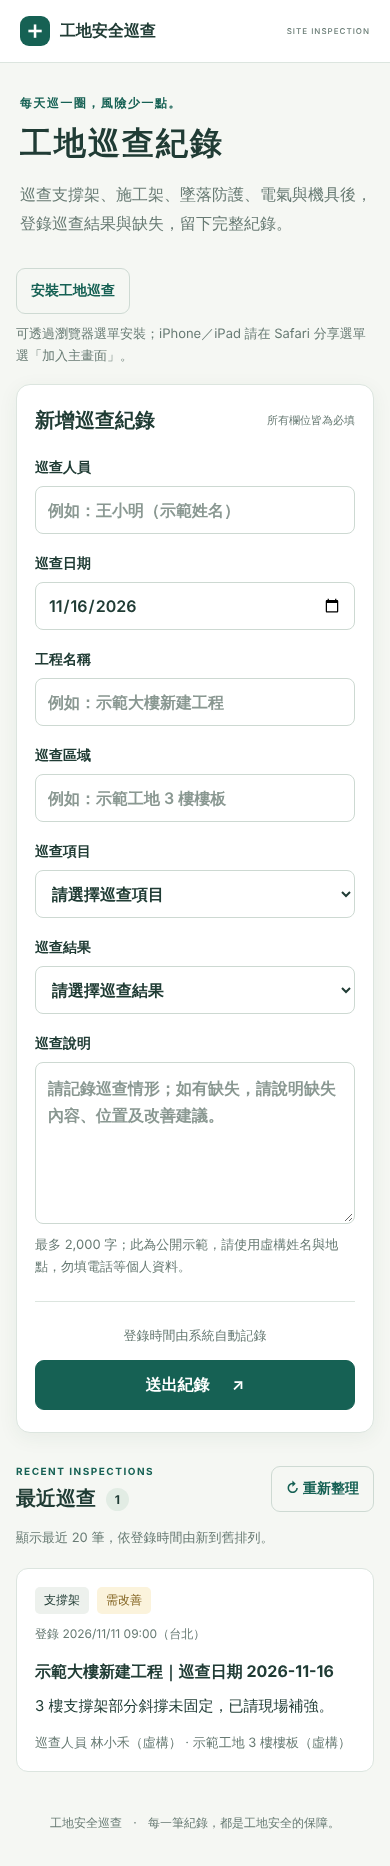 工地安全巡查
SITE INSPECTION
每天巡一圈，風險少一點。
工地巡查紀錄
巡查支撐架、施工架、墜落防護、電氣與機具後，
登錄巡查結果與缺失，留下完整紀錄。
安裝工地巡查
可透過瀏覽器選單安裝；iPhone／iPad 請在 Safari 分享選單
選「加入主畫面」。
新增巡查紀錄
所有欄位皆為必填
巡查人員
例如：王小明（示範姓名）
巡查日期
11/16/2026
工程名稱
例如：示範大樓新建工程
巡查區域
例如：示範工地 3 樓樓板
巡查項目
請選擇巡查項目
巡查結果
請選擇巡查結果
巡查說明
請記錄巡查情形；如有缺失，請說明缺失
內容、位置及改善建議。
最多 2,000 字；此為公開示範，請使用虛構姓名與地
點，勿填電話等個人資料。
登錄時間由系統自動記錄
送出紀錄 ↗
RECENT INSPECTIONS
最近巡查 1
↻ 重新整理
顯示最近 20 筆，依登錄時間由新到舊排列。
支撐架 需改善
登錄 2026/11/11 09:00（台北）
示範大樓新建工程｜巡查日期 2026-11-16
3 樓支撐架部分斜撐未固定，已請現場補強。
巡查人員 林小禾（虛構） · 示範工地 3 樓樓板（虛構）
工地安全巡查 · 每一筆紀錄，都是工地安全的保障。